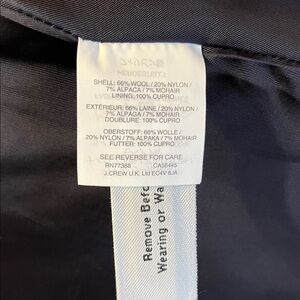 SHELL: 66% WOOL / 20% NYLON /
7% ALPACA / 7% MOHAIR
LINING: 100% CUPRO
EXTÉRIEUR: 66% LAINE / 20% NYLON /
7% ALPAGA / 7% MOHAIR
DOUBLURE: 100% CUPRO
OBERSTOFF: 66% WOLLE /
20% NYLON / 7% ALPAKA / 7% MOHAIR
FUTTER: 100% CUPRO
SEE REVERSE FOR CARE
RN77388
J.CREW U.K. Ltd EC4V 6JA
Remove
Wearing or